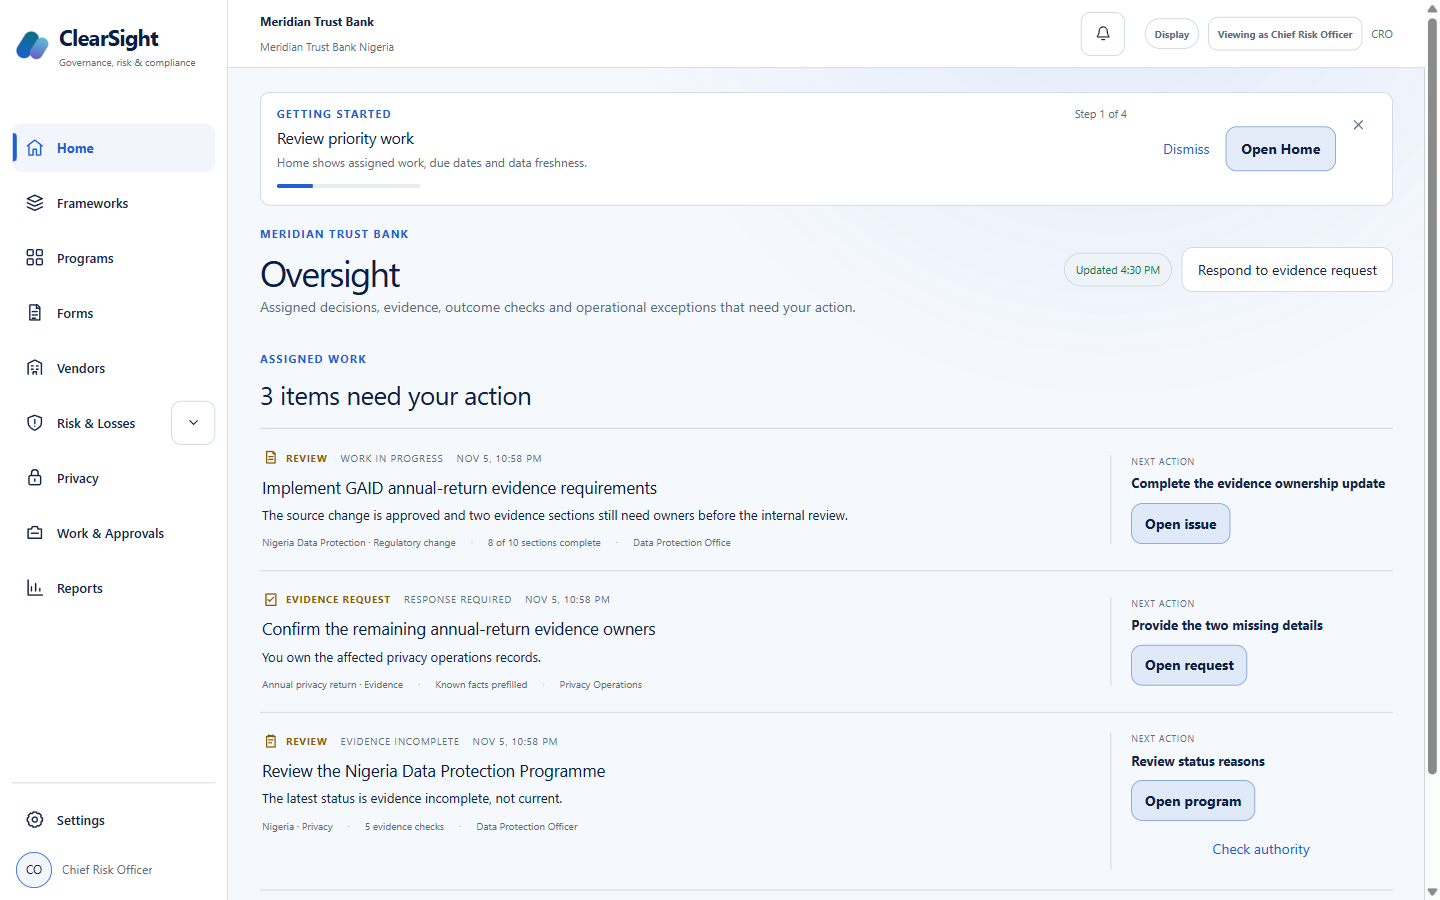 ClearSight
Governance, risk & compliance
Home
Frameworks
Programs
Forms
Vendors
Risk & Losses
Privacy
Work & Approvals
Reports
Settings
CO
Chief Risk Officer
Meridian Trust Bank
Meridian Trust Bank Nigeria
Display
Viewing as Chief Risk Officer
CRO
GETTING STARTED
Review priority work
Home shows assigned work, due dates and data freshness.
Step 1 of 4
Dismiss
Open Home
MERIDIAN TRUST BANK
Oversight
Assigned decisions, evidence, outcome checks and operational exceptions that need your action.
Updated 4:30 PM
Respond to evidence request
ASSIGNED WORK
3 items need your action
REVIEW WORK IN PROGRESS NOV 5, 10:58 PM
Implement GAID annual-return evidence requirements
The source change is approved and two evidence sections still need owners before the internal review.
Nigeria Data Protection · Regulatory change · 8 of 10 sections complete · Data Protection Office
NEXT ACTION
Complete the evidence ownership update
Open issue
EVIDENCE REQUEST RESPONSE REQUIRED NOV 5, 10:58 PM
Confirm the remaining annual-return evidence owners
You own the affected privacy operations records.
Annual privacy return · Evidence · Known facts prefilled · Privacy Operations
NEXT ACTION
Provide the two missing details
Open request
REVIEW EVIDENCE INCOMPLETE NOV 5, 10:58 PM
Review the Nigeria Data Protection Programme
The latest status is evidence incomplete, not current.
Nigeria · Privacy · 5 evidence checks · Data Protection Officer
NEXT ACTION
Review status reasons
Open program
Check authority